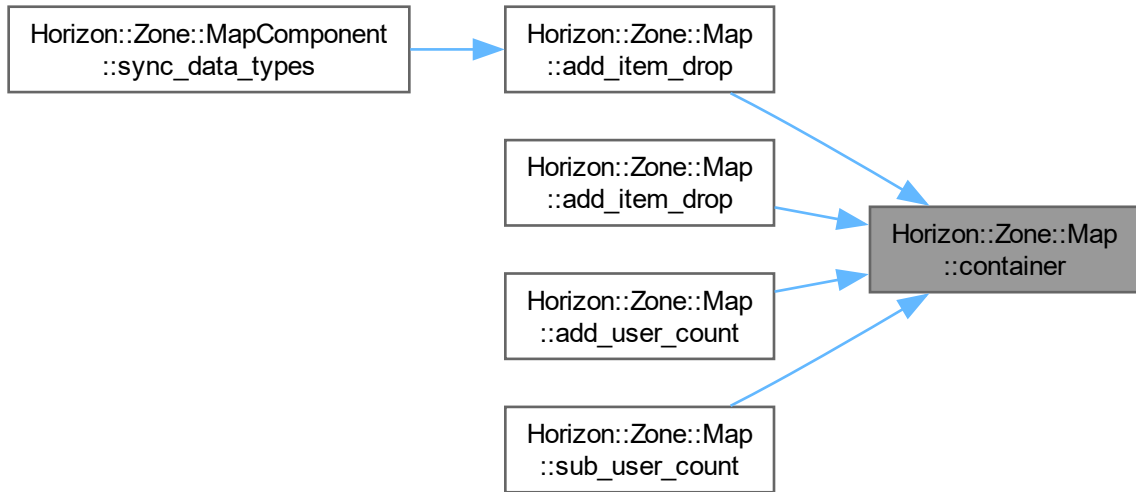 Horizon::Zone::MapComponent
::sync_data_types
Horizon::Zone::Map
::add_item_drop
Horizon::Zone::Map
::add_item_drop
Horizon::Zone::Map
::container
Horizon::Zone::Map
::add_user_count
Horizon::Zone::Map
::sub_user_count